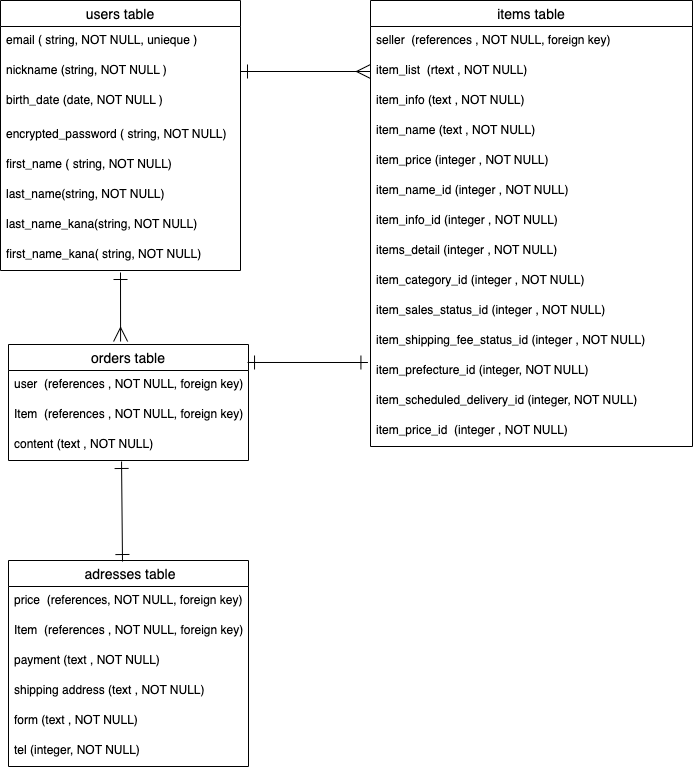 users table
email ( string, NOT NULL, unieque )
nickname (string, NOT NULL )
birth_date (date, NOT NULL )
encrypted_password ( string, NOT NULL)
first_name ( string, NOT NULL)
last_name(string, NOT NULL)
last_name_kana(string, NOT NULL)
first_name_kana( string, NOT NULL)
items table
seller (references , NOT NULL, foreign key)
item_list (rtext , NOT NULL)
item_info (text , NOT NULL)
item_name (text , NOT NULL)
item_price (integer , NOT NULL)
item_name_id (integer , NOT NULL)
item_info_id (integer , NOT NULL)
items_detail (integer , NOT NULL)
item_category_id (integer , NOT NULL)
item_sales_status_id (integer , NOT NULL)
item_shipping_fee_status_id (integer , NOT NULL)
item_prefecture_id (integer, NOT NULL)
item_scheduled_delivery_id (integer, NOT NULL)
item_price_id (integer , NOT NULL)
orders table
user (references , NOT NULL, foreign key)
Item (references , NOT NULL, foreign key)
content (text , NOT NULL)
adresses table
price (references, NOT NULL, foreign key)
Item (references , NOT NULL, foreign key)
payment (text , NOT NULL)
shipping address (text , NOT NULL)
form (text , NOT NULL)
tel (integer, NOT NULL)